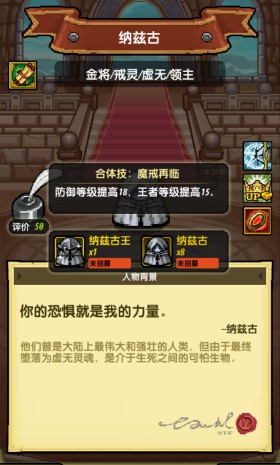 纳兹古
金将/戒灵/虚无/领主
合体技：魔戒再临
防御等级提高18，王者等级提高15。
评价 50
UP
纳兹古王
x1
未招募
纳兹古
x8
未招募
人物背景
你的恐惧就是我的力量。
--纳兹古
他们曾是大陆上最伟大和强壮的人类，但由于最终
堕落为虚无灵魂，是介于生死之间的可怕生物。